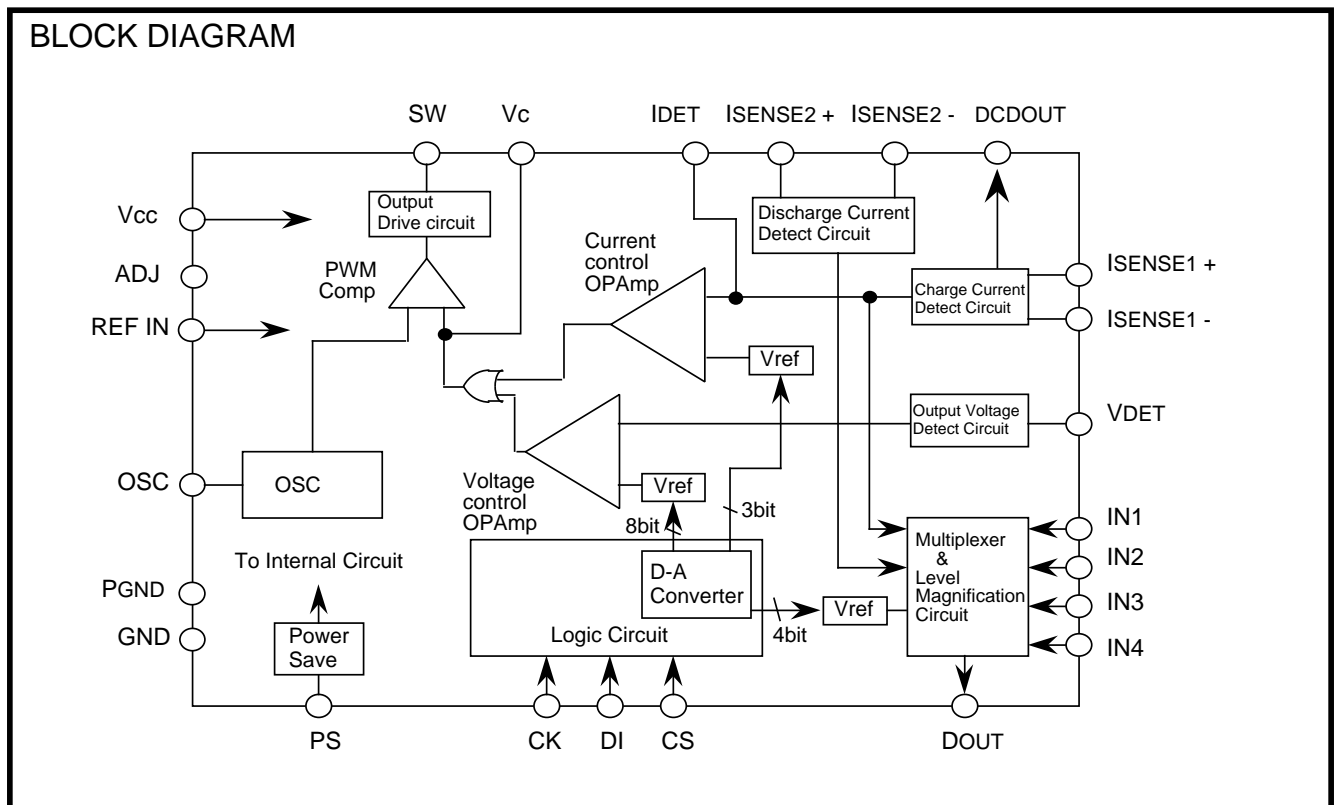 BLOCK DIAGRAM
SW
Vc
IDET
ISENSE2 +
ISENSE2 -
DCDOUT
Vcc
ADJ
REF IN
OSC
PGND
GND
Output
Drive circuit
PWM
Comp
Current
control
OPAmp
Discharge Current
Detect Circuit
Charge Current
Detect Circuit
ISENSE1 +
ISENSE1 -
Vref
Output Voltage
Detect Circuit
VDET
OSC
Voltage
control
OPAmp
Vref
8bit
3bit
To Internal Circuit
Power
Save
D-A
Converter
Logic Circuit
4bit
Vref
Multiplexer
&
Level
Magnification
Circuit
IN1
IN2
IN3
IN4
PS
CK
DI
CS
DOUT